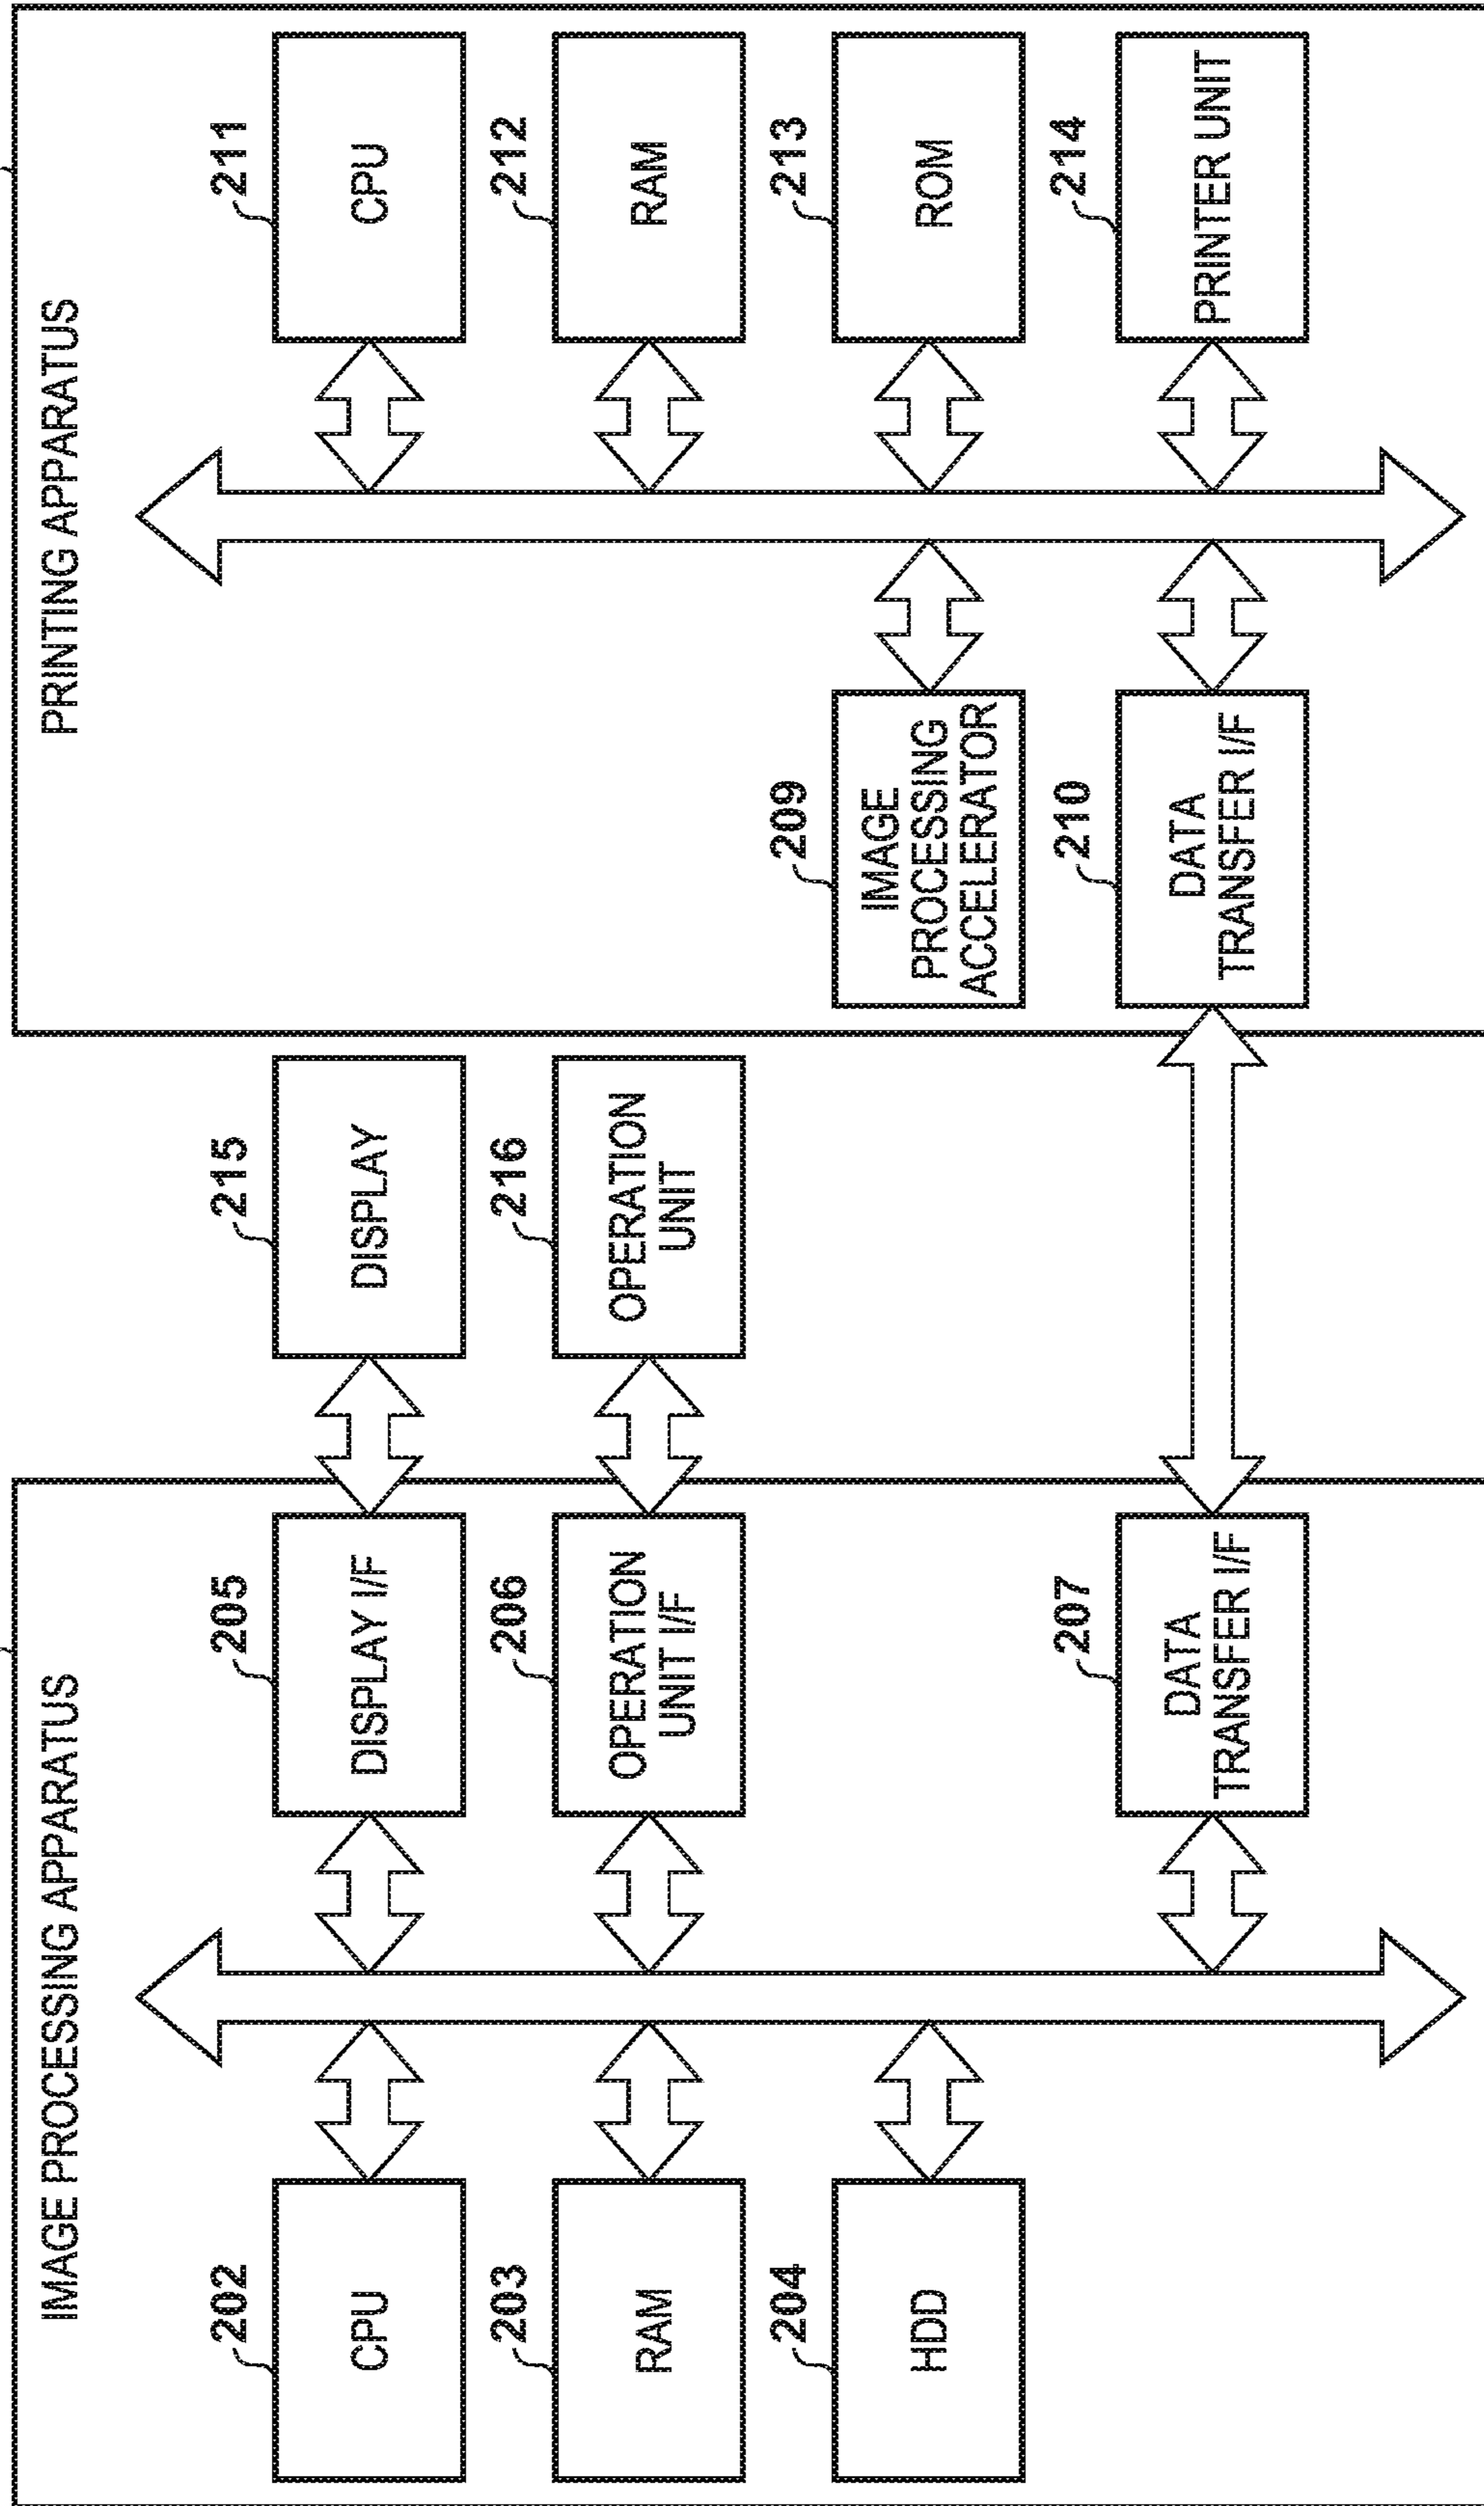 IMAGE PROCESSING APPARATUS
202
CPU
203
RAM
204
HDD
205
DISPLAY I/F
206
OPERATION
UNIT I/F
207
DATA
TRANSFER I/F
215
DISPLAY
216
OPERATION
UNIT
PRINTING APPARATUS
209
IMAGE
PROCESSING
ACCELERATOR
210
DATA
TRANSFER I/F
211
CPU
212
RAM
213
ROM
214
PRINTER UNIT